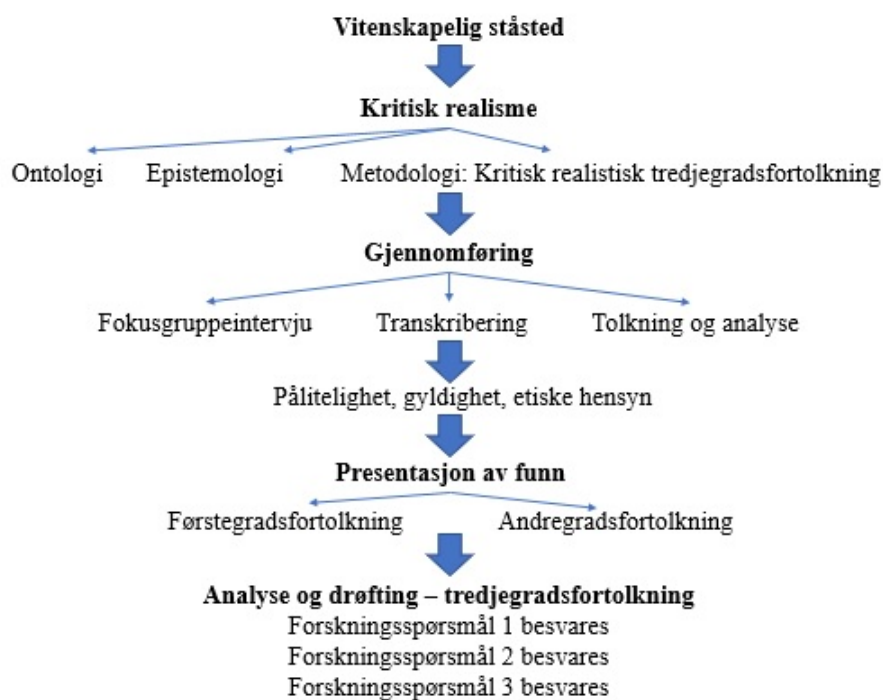 Vitenskapelig ståsted
Kritisk realisme
Ontologi Epistemologi Metodologi: Kritisk realistisk tredjegradsfortolkning
Gjennomføring
Fokusgruppeintervju Transkribering Tolkning og analyse
Pålitelighet, gyldighet, etiske hensyn
Presentasjon av funn
Førstegradsfortolkning Andregradsfortolkning
Analyse og drøfting – tredjegradsfortolkning
Forskningsspørsmål 1 besvares
Forskningsspørsmål 2 besvares
Forskningsspørsmål 3 besvares